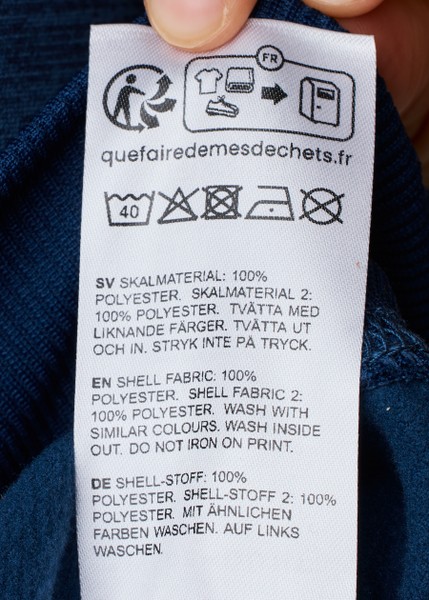 FR
quefairedemesdechets.fr
40
SV SKALMATERIAL: 100%
POLYESTER. SKALMATERIAL 2:
100% POLYESTER. TVÄTTA MED
LIKNANDE FÄRGER. TVÄTTA UT
OCH IN. STRYK INTE PÅ TRYCK.
EN SHELL FABRIC: 100%
POLYESTER. SHELL FABRIC 2:
100% POLYESTER. WASH WITH
SIMILAR COLOURS. WASH INSIDE
OUT. DO NOT IRON ON PRINT.
DE SHELL-STOFF: 100%
POLYESTER. SHELL-STOFF 2: 100%
POLYESTER. MIT ÄHNLICHEN
FARBEN WASCHEN. AUF LINKS
WASCHEN.